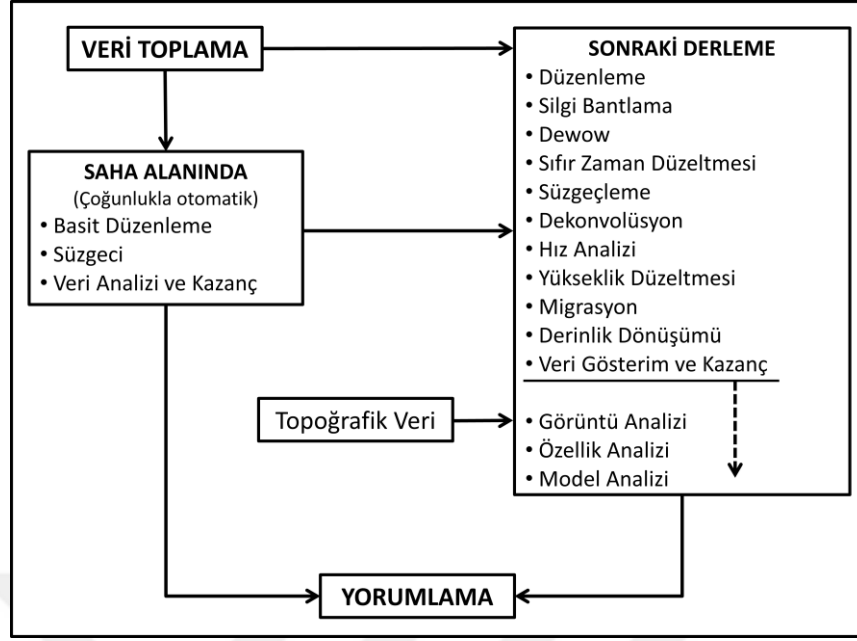 VERİ TOPLAMA
SAHA ALANINDA
(Çoğunlukla otomatik)
• Basit Düzenleme
• Süzgeci
• Veri Analizi ve Kazanç
SONRAKİ DERLEME
• Düzenleme
• Silgi Bantlama
• Dewow
• Sıfır Zaman Düzeltmesi
• Süzgeçleme
• Dekonvolüsyon
• Hız Analizi
• Yükseklik Düzeltmesi
• Migrasyon
• Derinlik Dönüşümü
• Veri Gösterim ve Kazanç
Topoğrafik Veri
• Görüntü Analizi
• Özellik Analizi
• Model Analizi
YORUMLAMA